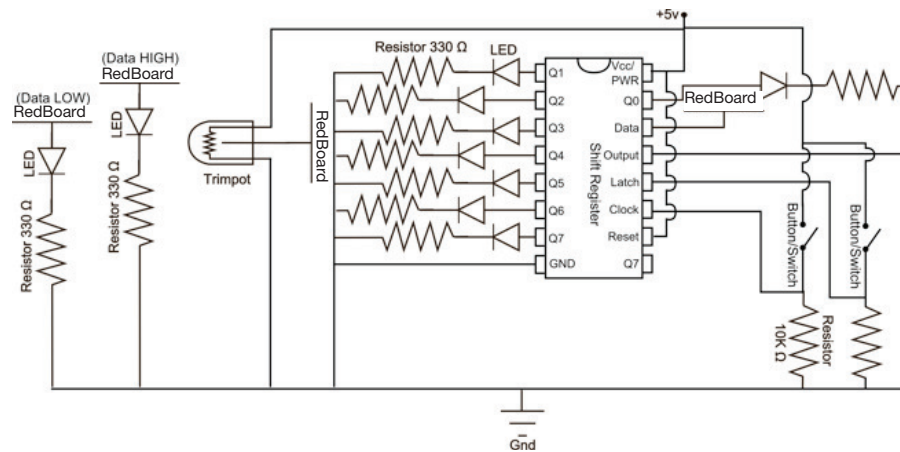 +5v
(Data HIGH)
RedBoard
(Data LOW)
RedBoard
LED
Resistor 330 Ω
LED
Resistor 330 Ω
Trimpot
RedBoard
Resistor 330 Ω
LED
Q1
Q2
Q3
Q4
Q5
Q6
Q7
GND
Shift Register
Vcc/
PWR
Q0
Data
Output
Latch
Clock
Reset
Q7
RedBoard
Button/Switch
Button/Switch
Resistor
10K Ω
Gnd